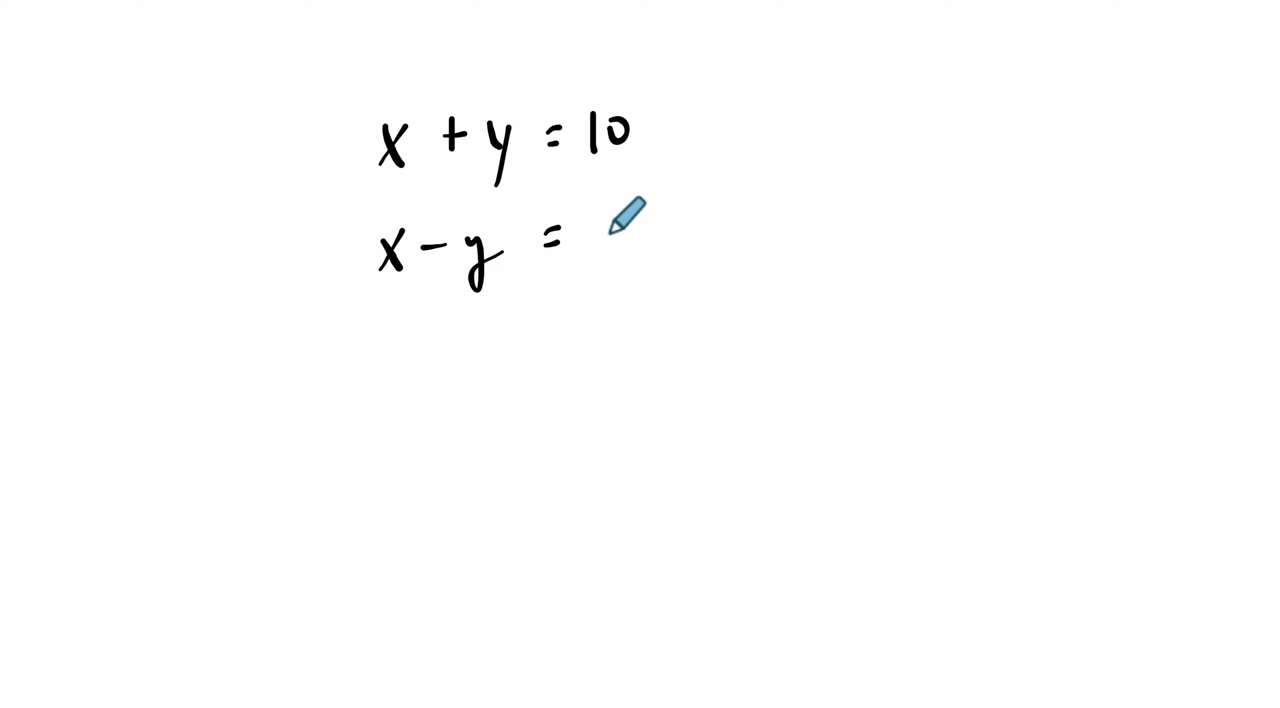 x + y = 10
x - y =